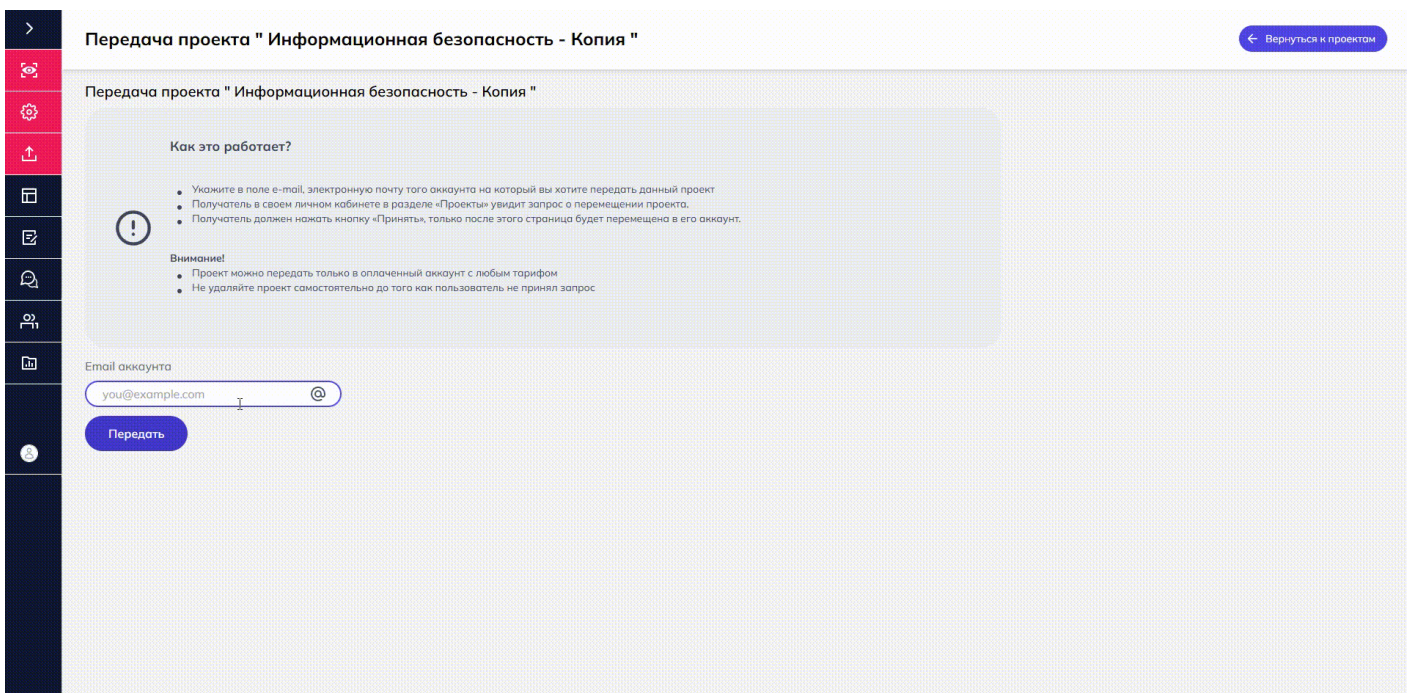 Передача проекта " Информационная безопасность - Копия "
Вернуться к проектам
Передача проекта " Информационная безопасность - Копия "
Как это работает?
Укажите в поле e-mail, электронную почту того аккаунта на который вы хотите передать данный проект
Получатель в своем личном кабинете в разделе «Проекты» увидит запрос о перемещении проекта.
Получатель должен нажать кнопку «Принять», только после этого страница будет перемещена в его аккаунт.
Внимание!
Проект можно передать только в оплаченный аккаунт с любым тарифом
Не удаляйте проект самостоятельно до того как пользователь не принял запрос
Email аккаунта
you@example.com
Передать